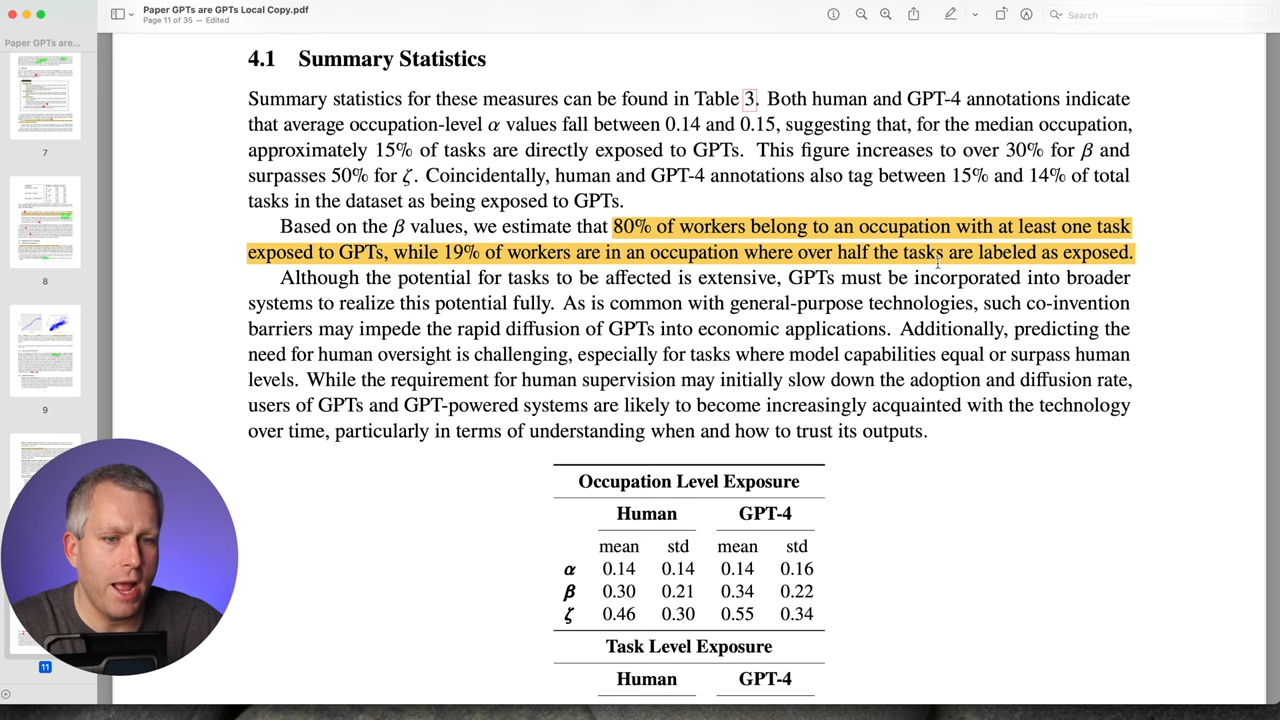 Paper GPTs are GPTs Local Copy.pdf
Page 11 of 35 — Edited
Search
Paper GPTs are...
7
8
9
11
4.1 Summary Statistics
Summary statistics for these measures can be found in Table 3. Both human and GPT-4 annotations indicate
that average occupation-level α values fall between 0.14 and 0.15, suggesting that, for the median occupation,
approximately 15% of tasks are directly exposed to GPTs. This figure increases to over 30% for β and
surpasses 50% for ζ. Coincidentally, human and GPT-4 annotations also tag between 15% and 14% of total
tasks in the dataset as being exposed to GPTs.
Based on the β values, we estimate that 80% of workers belong to an occupation with at least one task
exposed to GPTs, while 19% of workers are in an occupation where over half the tasks are labeled as exposed.
Although the potential for tasks to be affected is extensive, GPTs must be incorporated into broader
systems to realize this potential fully. As is common with general-purpose technologies, such co-invention
barriers may impede the rapid diffusion of GPTs into economic applications. Additionally, predicting the
need for human oversight is challenging, especially for tasks where model capabilities equal or surpass human
levels. While the requirement for human supervision may initially slow down the adoption and diffusion rate,
users of GPTs and GPT-powered systems are likely to become increasingly acquainted with the technology
over time, particularly in terms of understanding when and how to trust its outputs.
Occupation Level Exposure
Human GPT-4
mean std mean std
α 0.14 0.14 0.14 0.16
β 0.30 0.21 0.34 0.22
ζ 0.46 0.30 0.55 0.34
Task Level Exposure
Human GPT-4